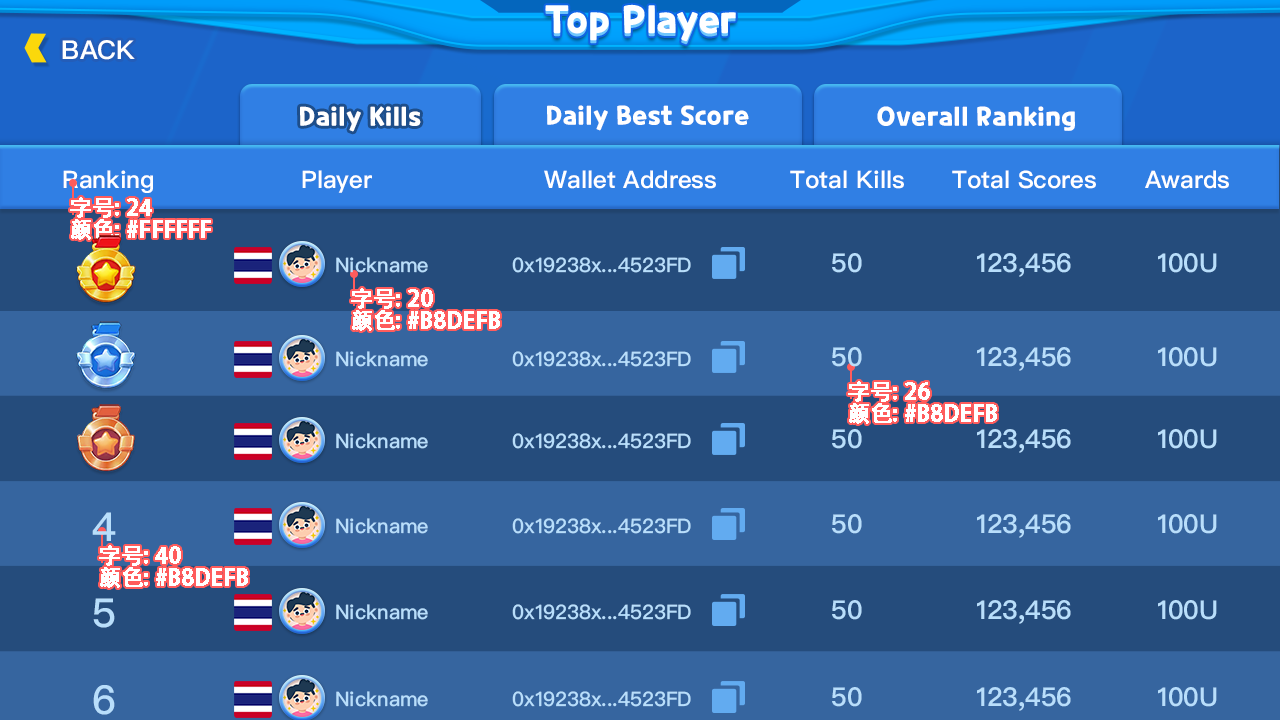 Top Player
BACK
Daily Kills
Daily Best Score
Overall Ranking
Ranking Player Wallet Address Total Kills Total Scores Awards
字号: 24
颜色: #FFFFFF
Nickname 0x19238x...4523FD 50 123,456 100U
字号: 20
颜色: #B8DEFB
Nickname 0x19238x...4523FD 50 123,456 100U
字号: 26
颜色: #B8DEFB
Nickname 0x19238x...4523FD 50 123,456 100U
4 Nickname 0x19238x...4523FD 50 123,456 100U
字号: 40
颜色: #B8DEFB
5 Nickname 0x19238x...4523FD 50 123,456 100U
6 Nickname 0x19238x...4523FD 50 123,456 100U